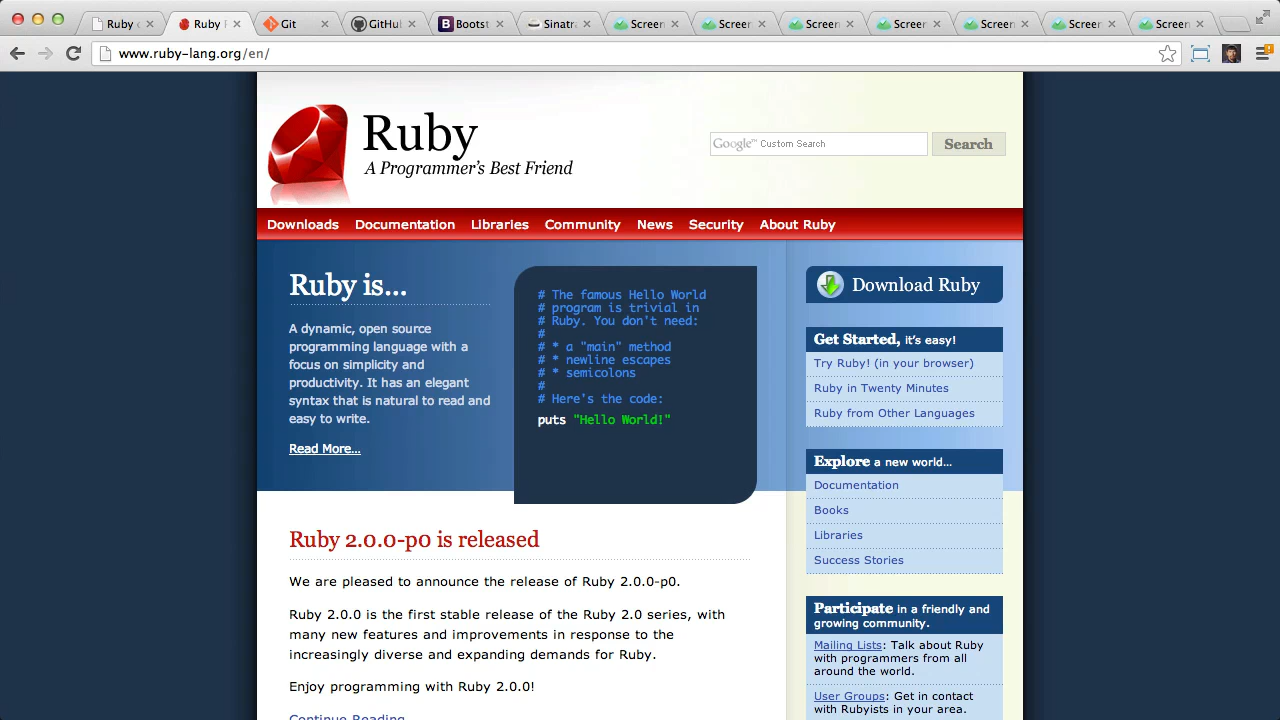 Ruby
Ruby
Git
GitHu
Boots
Sinatr
Screen
Screen
Screen
Screen
Screen
Screen
Screen
www.ruby-lang.org/en/
Ruby
A Programmer's Best Friend
Google™ Custom Search
Search
Downloads Documentation Libraries Community News Security About Ruby
Ruby is...
A dynamic, open source
programming language with a
focus on simplicity and
productivity. It has an elegant
syntax that is natural to read and
easy to write.
Read More...
# The famous Hello World
# program is trivial in
# Ruby. You don't need:
#
# * a "main" method
# * newline escapes
# * semicolons
#
# Here's the code:
puts "Hello World!"
Ruby 2.0.0-p0 is released
We are pleased to announce the release of Ruby 2.0.0-p0.
Ruby 2.0.0 is the first stable release of the Ruby 2.0 series, with
many new features and improvements in response to the
increasingly diverse and expanding demands for Ruby.
Enjoy programming with Ruby 2.0.0!
Continue Reading
Download Ruby
Get Started, it's easy!
Try Ruby! (in your browser)
Ruby in Twenty Minutes
Ruby from Other Languages
Explore a new world...
Documentation
Books
Libraries
Success Stories
Participate in a friendly and
growing community.
Mailing Lists: Talk about Ruby
with programmers from all
around the world.
User Groups: Get in contact
with Rubyists in your area.